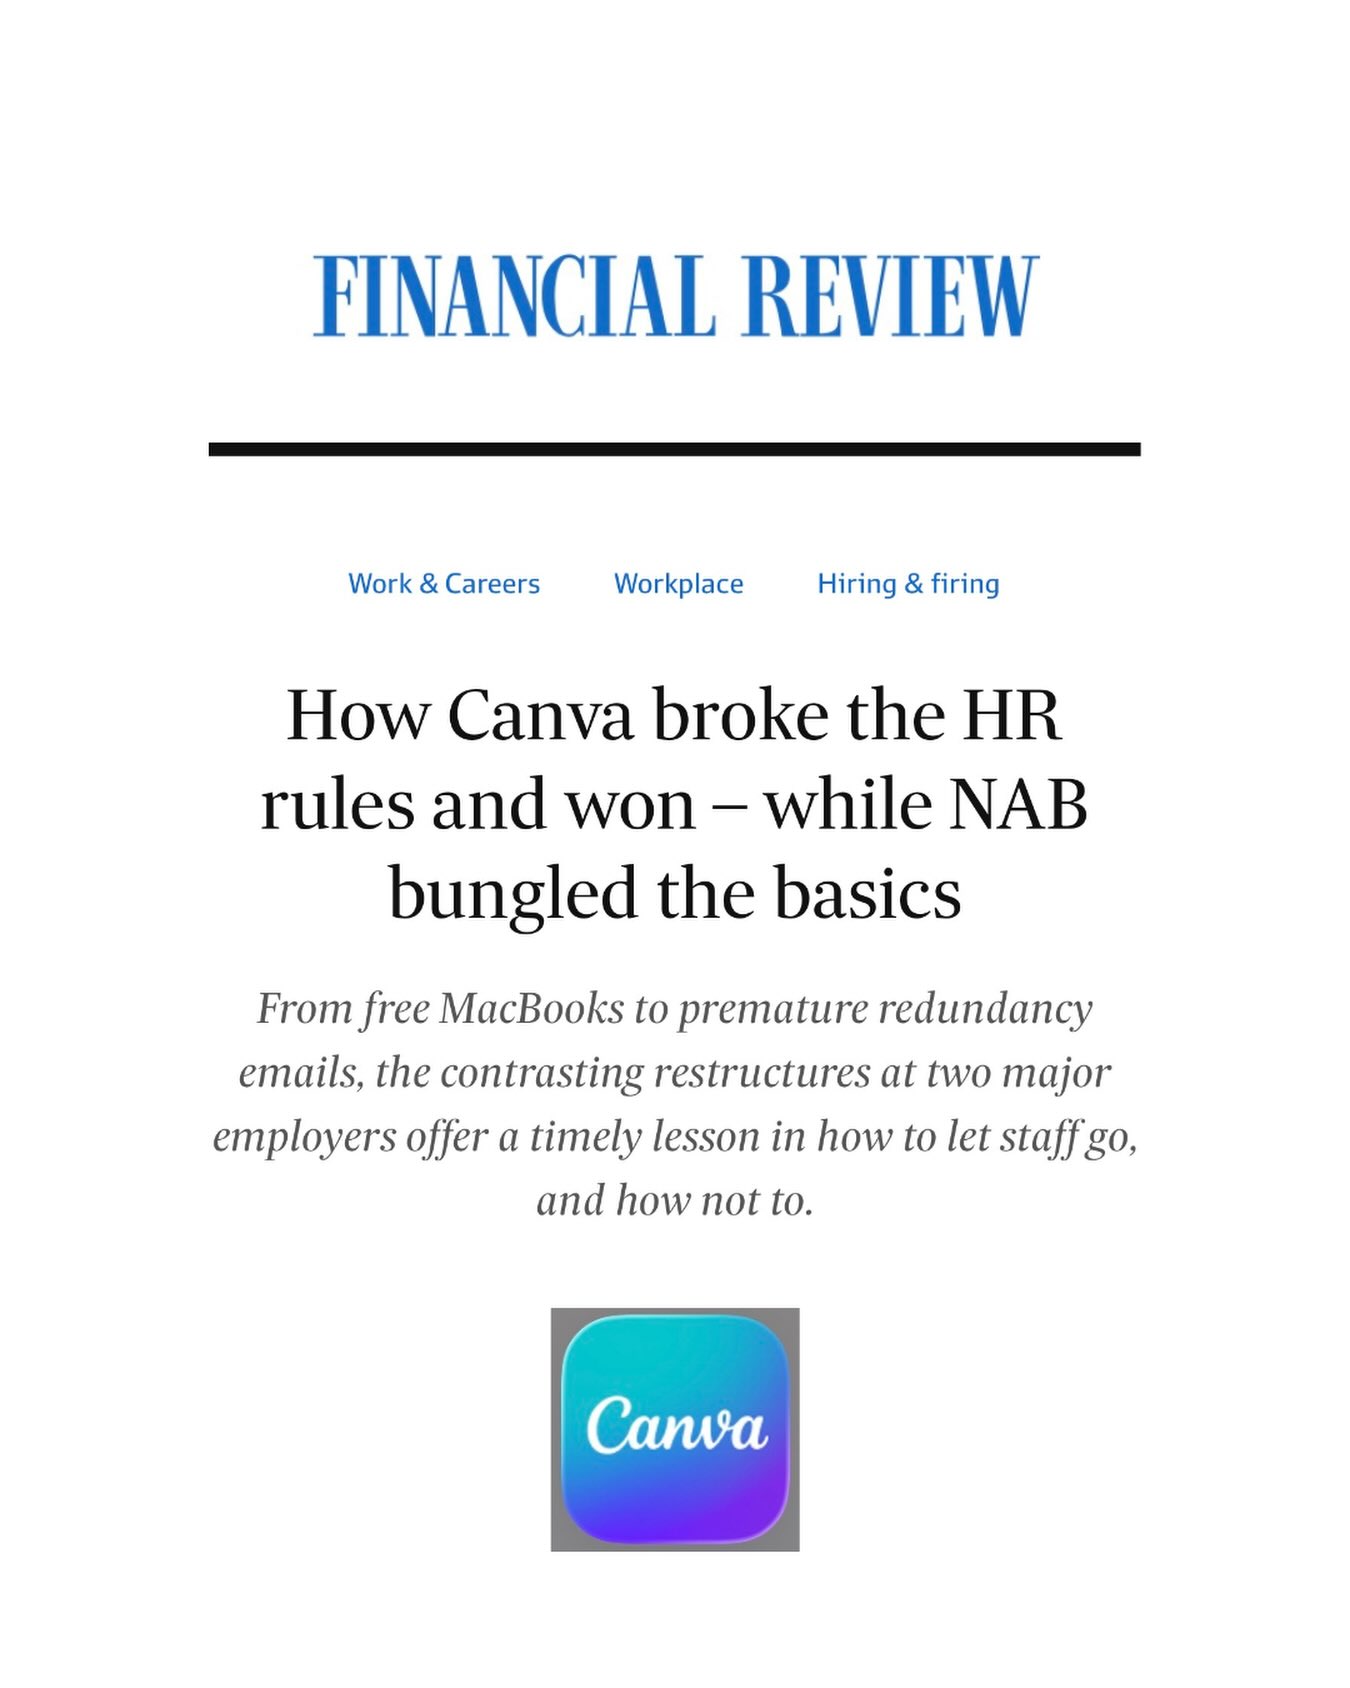 FINANCIAL REVIEW
Work & Careers Workplace Hiring & firing
How Canva broke the HR
rules and won – while NAB
bungled the basics
From free MacBooks to premature redundancy
emails, the contrasting restructures at two major
employers offer a timely lesson in how to let staff go,
and how not to.
Canva